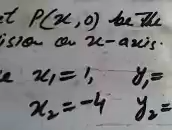 et P(x,0) be the
ision on x-axis.
e x₁ = 1, y₁ =
x₂ = -4 y₂ =